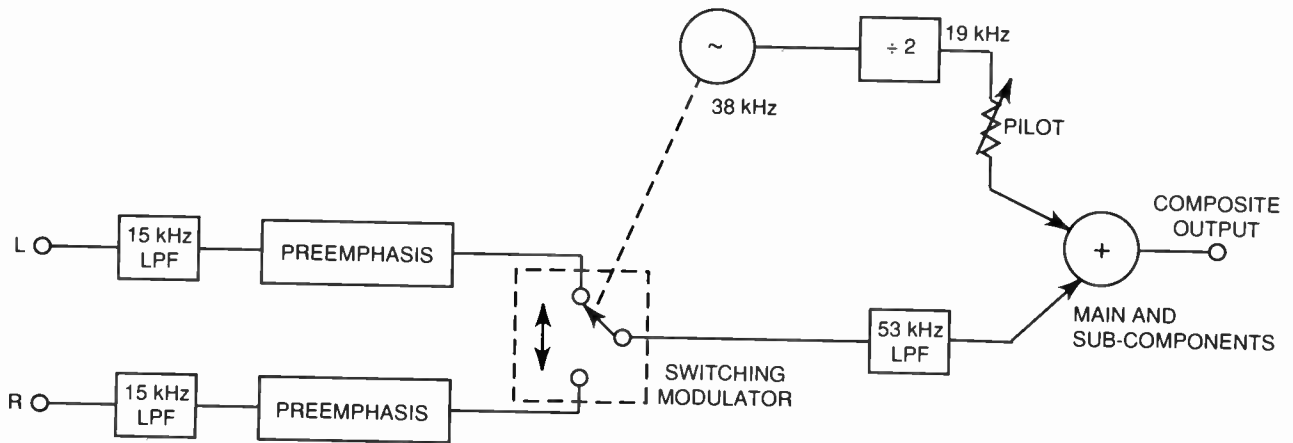 ~
÷ 2
19 kHz
38 kHz
PILOT
COMPOSITE
OUTPUT
L
15 kHz
LPF
PREEMPHASIS
+
53 kHz
LPF
MAIN AND
SUB-COMPONENTS
SWITCHING
MODULATOR
R
15 kHz
LPF
PREEMPHASIS